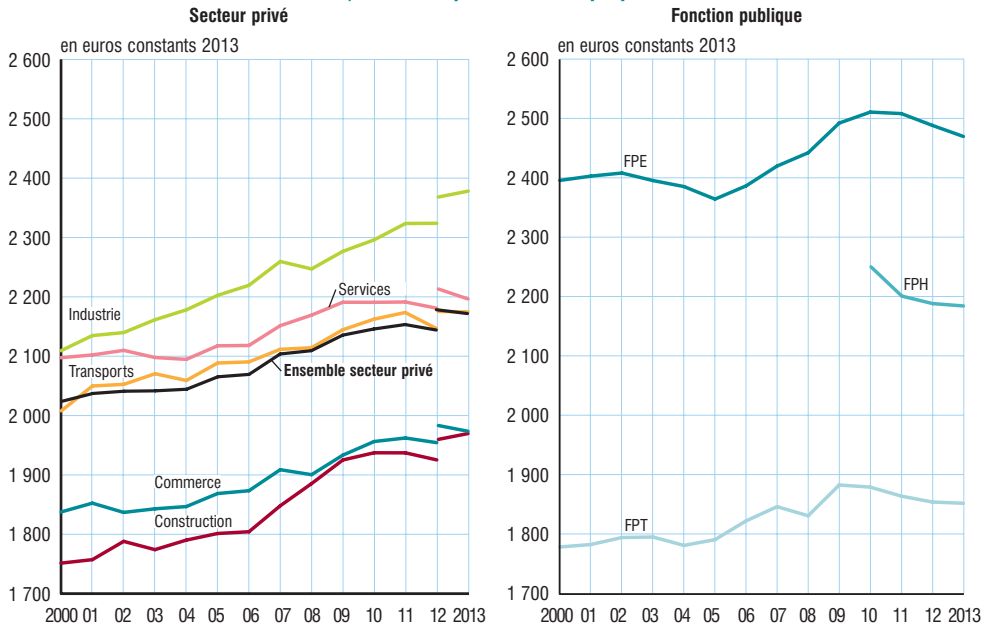 Secteur privé
en euros constants 2013
2 600
2 500
2 400
2 300
2 200
2 100
2 000
1 900
1 800
1 700
Industrie
Services
Transports
Ensemble secteur privé
Commerce
Construction
2000 01 02 03 04 05 06 07 08 09 10 11 12 2013
Fonction publique
en euros constants 2013
2 600
2 500
2 400
2 300
2 200
2 100
2 000
1 900
1 800
1 700
FPE
FPH
FPT
2000 01 02 03 04 05 06 07 08 09 10 11 12 2013